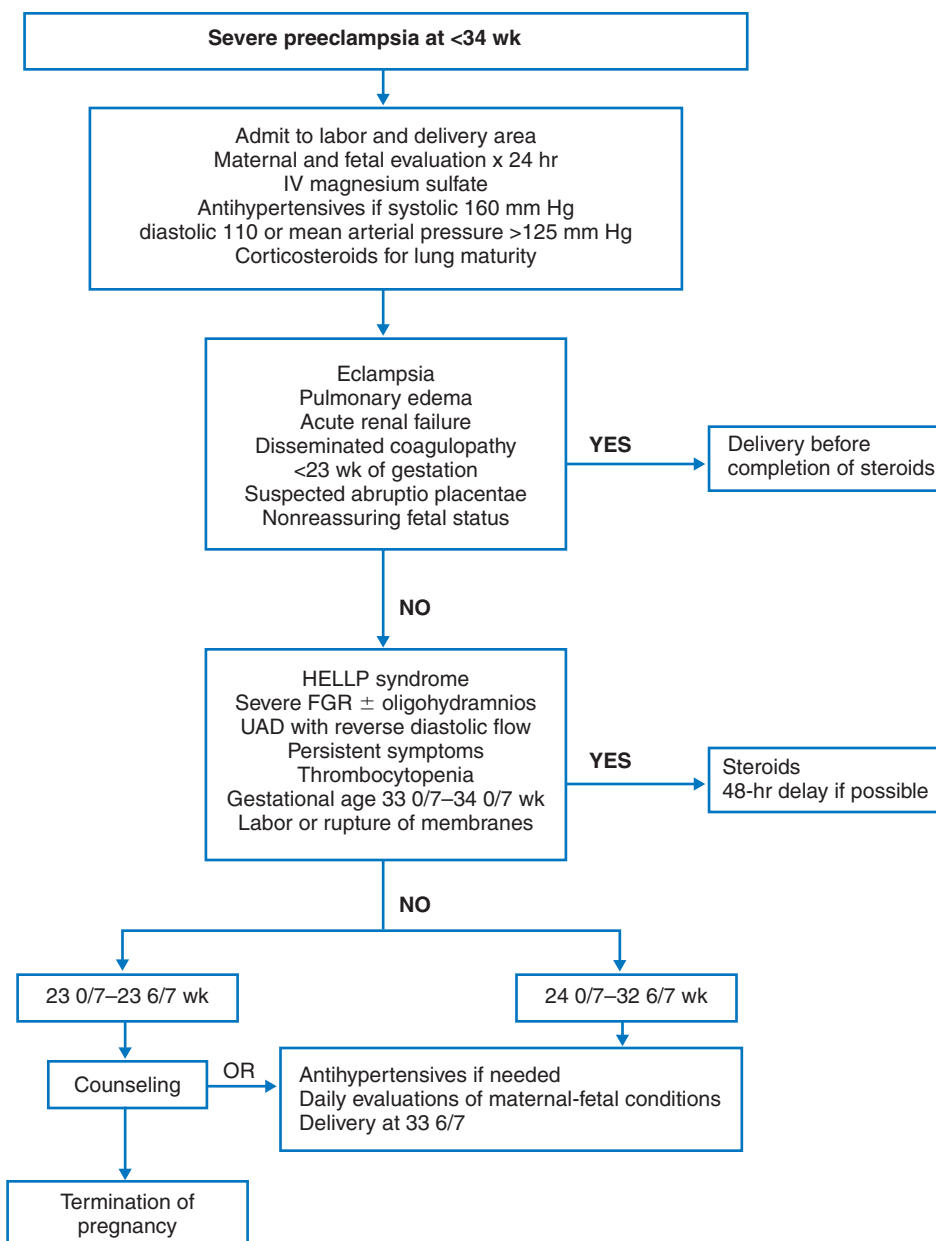 Severe preeclampsia at <34 wk
Admit to labor and delivery area
Maternal and fetal evaluation x 24 hr
IV magnesium sulfate
Antihypertensives if systolic 160 mm Hg
diastolic 110 or mean arterial pressure >125 mm Hg
Corticosteroids for lung maturity
Eclampsia
Pulmonary edema
Acute renal failure
Disseminated coagulopathy
<23 wk of gestation
Suspected abruptio placentae
Nonreassuring fetal status
YES
Delivery before
completion of steroids
NO
HELLP syndrome
Severe FGR ± oligohydramnios
UAD with reverse diastolic flow
Persistent symptoms
Thrombocytopenia
Gestational age 33 0/7–34 0/7 wk
Labor or rupture of membranes
YES
Steroids
48-hr delay if possible
NO
23 0/7–23 6/7 wk
24 0/7–32 6/7 wk
Counseling
OR
Antihypertensives if needed
Daily evaluations of maternal-fetal conditions
Delivery at 33 6/7
Termination of
pregnancy